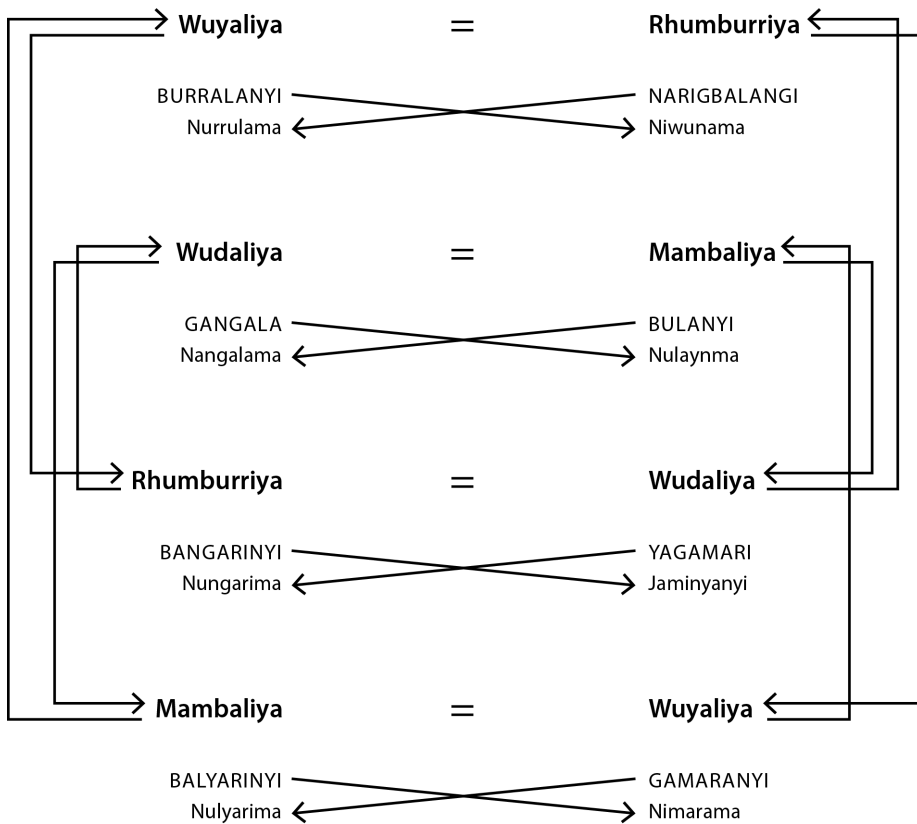 Wuyaliya = Rhumburriya
BURRALANYI NARIGBALANGI
Nurrulama Niwunama
Wudaliya = Mambaliya
GANGALA BULANYI
Nangalama Nulaynma
Rhumburriya = Wudaliya
BANGARINYI YAGAMARI
Nungarima Jaminyanyi
Mambaliya = Wuyaliya
BALYARINYI GAMARANYI
Nulyarima Nimarama